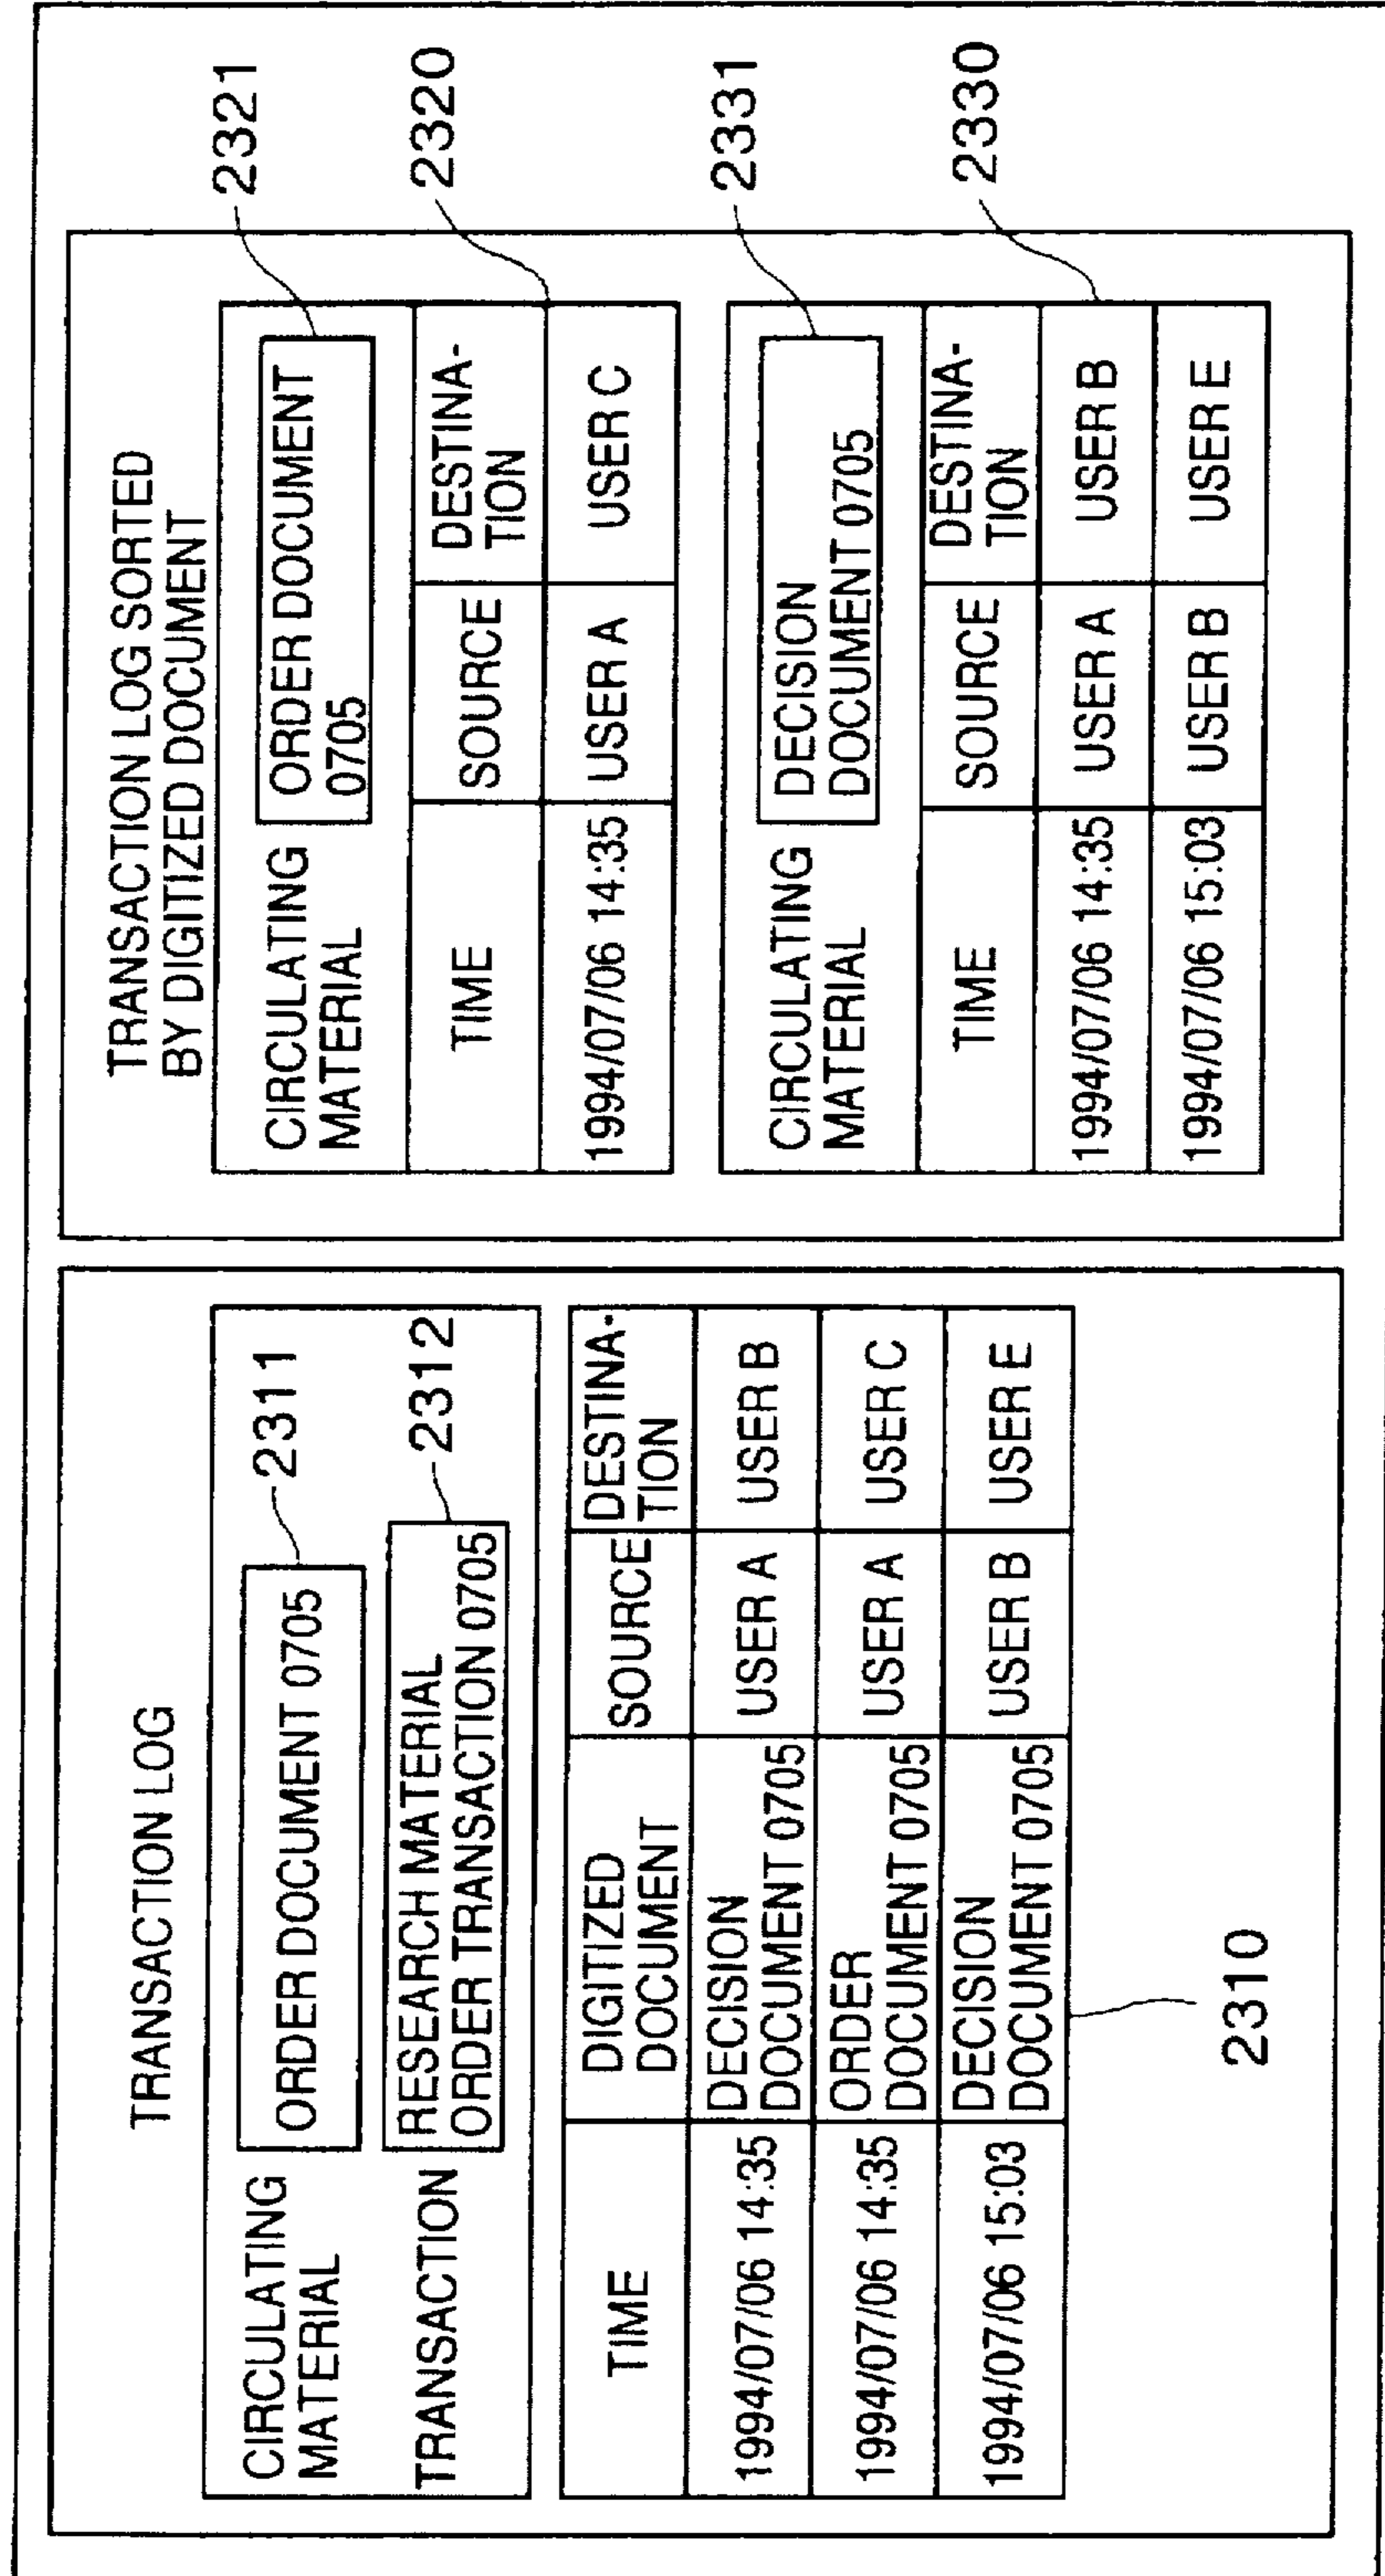 TRANSACTION LOG
CIRCULATING
MATERIAL
ORDER DOCUMENT 0705
2311
TRANSACTION
RESEARCH MATERIAL
ORDER TRANSACTION 0705
2312
TIME
DIGITIZED
DOCUMENT
SOURCE
DESTINA-
TION
1994/07/06 14:35
DECISION
DOCUMENT 0705
USER A
USER B
1994/07/06 14:35
ORDER
DOCUMENT 0705
USER A
USER C
1994/07/06 15:03
DECISION
DOCUMENT 0705
USER B
USER E
2310
TRANSACTION LOG SORTED
BY DIGITIZED DOCUMENT
CIRCULATING
MATERIAL
ORDER DOCUMENT
0705
2321
TIME
SOURCE
DESTINA-
TION
2320
1994/07/06 14:35
USER A
USER C
CIRCULATING
MATERIAL
DECISION
DOCUMENT 0705
2331
TIME
SOURCE
DESTINA-
TION
2330
1994/07/06 14:35
USER A
USER B
1994/07/06 15:03
USER B
USER E